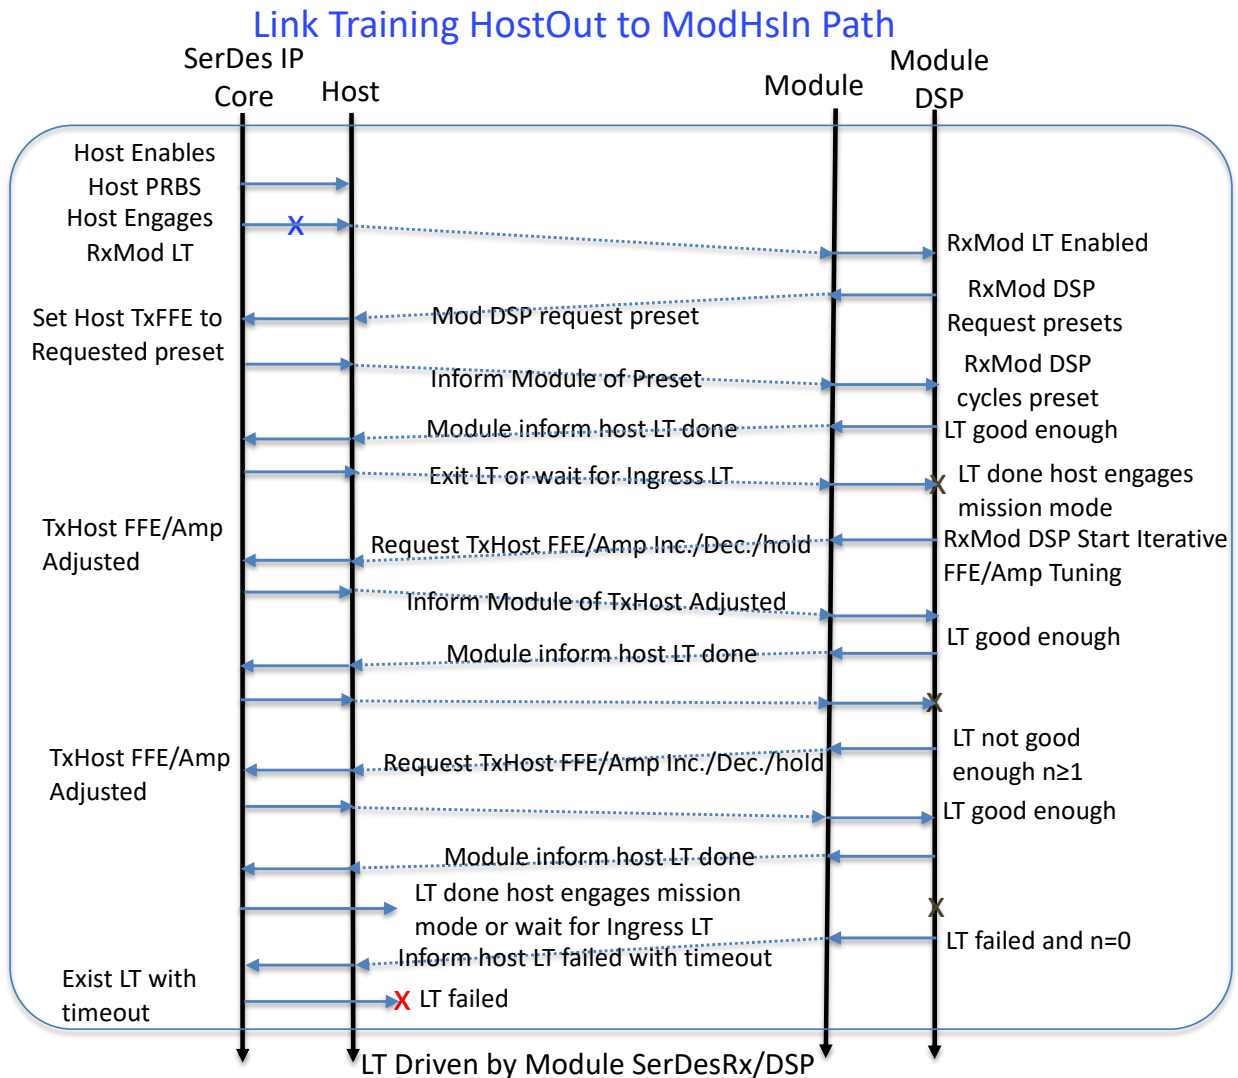 Link Training HostOut to ModHsIn Path
SerDes IP
Core
Host
Module
Module
DSP
Host Enables
Host PRBS
Host Engages
RxMod LT
X
RxMod LT Enabled
RxMod DSP
Request presets
Mod DSP request preset
Set Host TxFFE to
Requested preset
Inform Module of Preset
RxMod DSP
cycles preset
Module inform host LT done
LT good enough
Exit LT or wait for Ingress LT
X
LT done host engages
mission mode
TxHost FFE/Amp
Adjusted
Request TxHost FFE/Amp Inc./Dec./hold
RxMod DSP Start Iterative
FFE/Amp Tuning
Inform Module of TxHost Adjusted
LT good enough
Module inform host LT done
X
LT not good
enough n≥1
TxHost FFE/Amp
Adjusted
Request TxHost FFE/Amp Inc./Dec./hold
LT good enough
Module inform host LT done
LT done host engages mission
mode or wait for Ingress LT
X
LT failed and n=0
Inform host LT failed with timeout
Exist LT with
timeout
X LT failed
LT Driven by Module SerDesRx/DSP